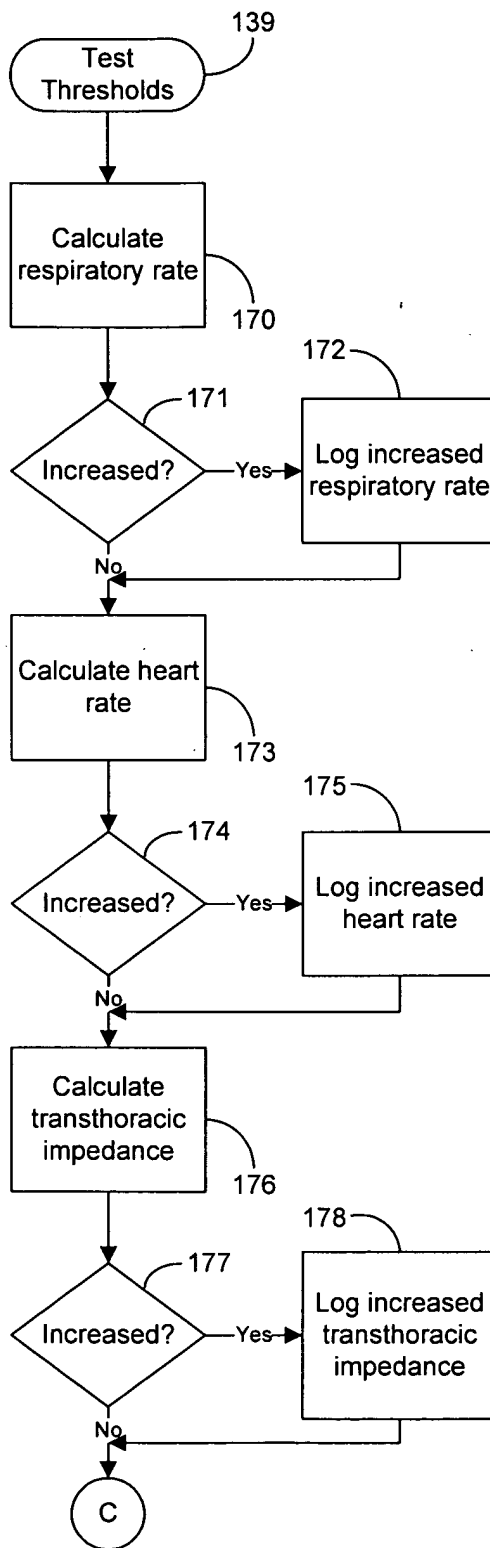 139
Test
Thresholds
Calculate
respiratory rate
170
171
172
Increased?
Yes
Log increased
respiratory rate
No
Calculate heart
rate
173
174
175
Increased?
Yes
Log increased
heart rate
No
Calculate
transthoracic
impedance
176
177
178
Increased?
Yes
Log increased
transthoracic
impedance
No
C